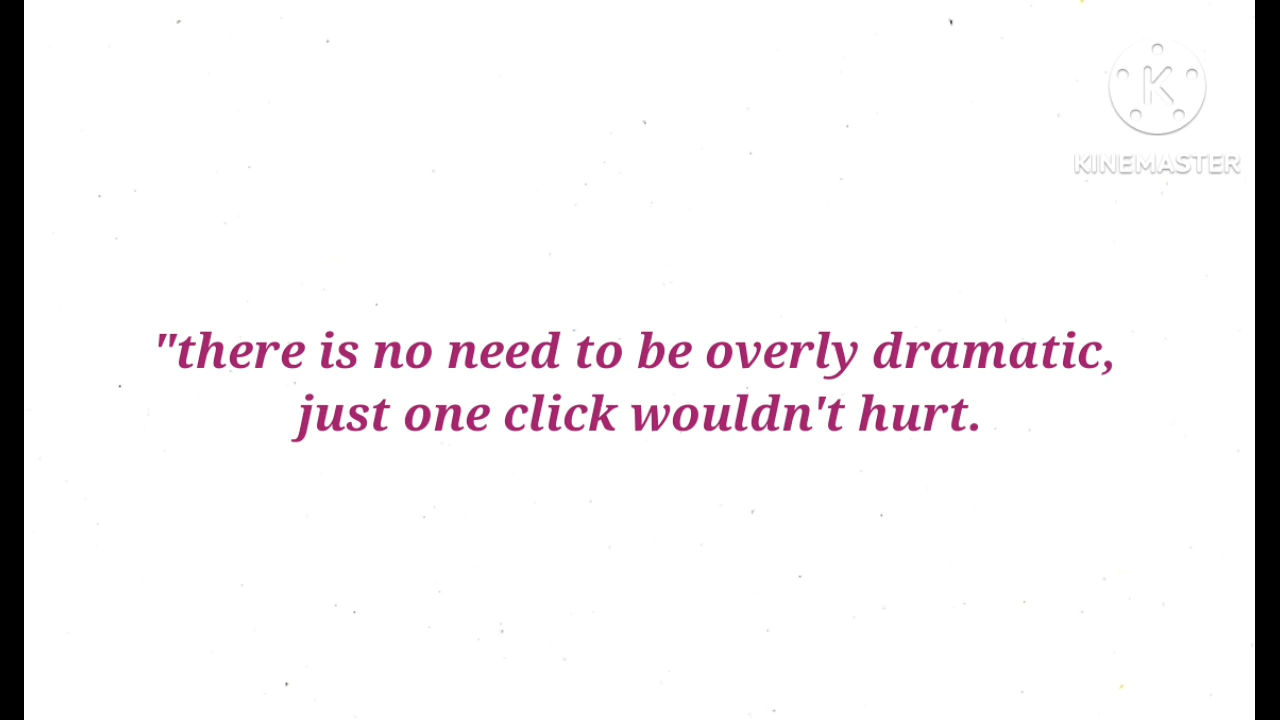 K
KINEMASTER
"there is no need to be overly dramatic,
just one click wouldn't hurt.